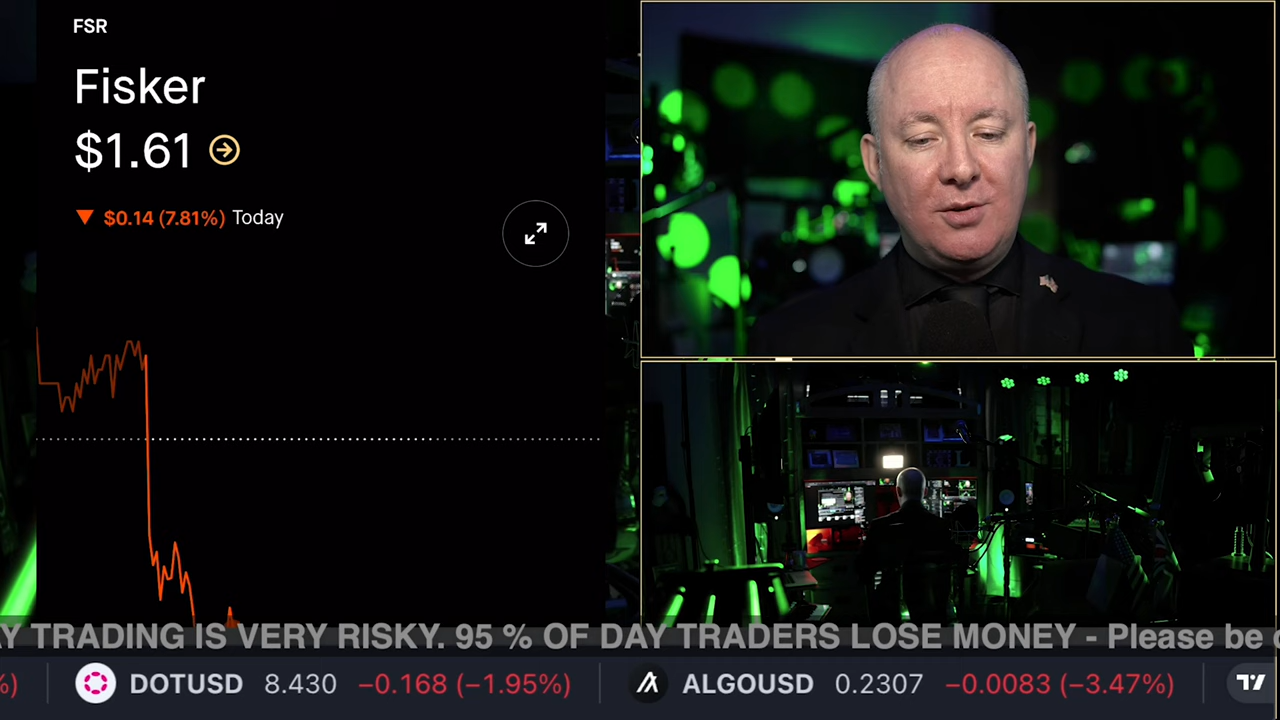 FSR
Fisker
$1.61
$0.14 (7.81%) Today
Y TRADING IS VERY RISKY. 95 % OF DAY TRADERS LOSE MONEY - Please be
%) DOTUSD 8.430 −0.168 (−1.95%) ALGOUSD 0.2307 −0.0083 (−3.47%)